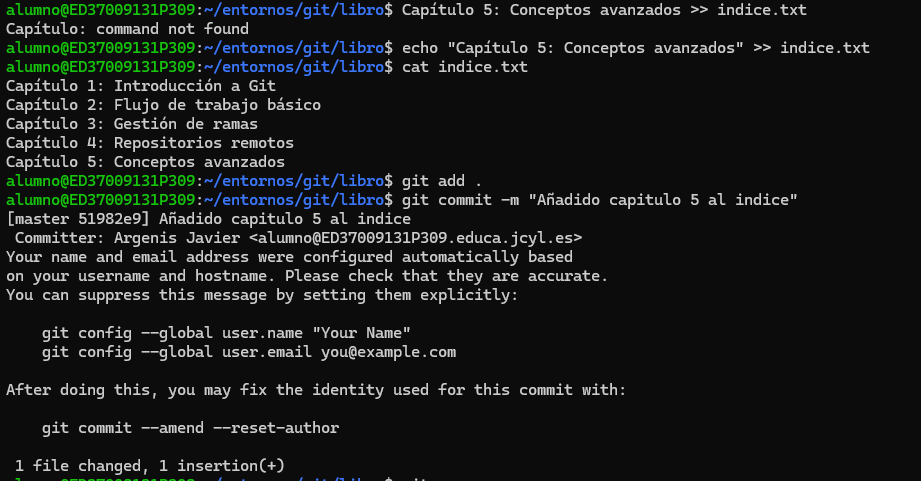 alumno@ED37009131P309:~/entornos/git/libro$ Capítulo 5: Conceptos avanzados >> indice.txt
Capítulo: command not found
alumno@ED37009131P309:~/entornos/git/libro$ echo "Capítulo 5: Conceptos avanzados" >> indice.txt
alumno@ED37009131P309:~/entornos/git/libro$ cat indice.txt
Capítulo 1: Introducción a Git
Capítulo 2: Flujo de trabajo básico
Capítulo 3: Gestión de ramas
Capítulo 4: Repositorios remotos
Capítulo 5: Conceptos avanzados
alumno@ED37009131P309:~/entornos/git/libro$ git add .
alumno@ED37009131P309:~/entornos/git/libro$ git commit -m "Añadido capitulo 5 al indice"
[master 51982e9] Añadido capitulo 5 al indice
 Committer: Argenis Javier <alumno@ED37009131P309.educa.jcyl.es>
Your name and email address were configured automatically based
on your username and hostname. Please check that they are accurate.
You can suppress this message by setting them explicitly:
    git config --global user.name "Your Name"
    git config --global user.email you@example.com
After doing this, you may fix the identity used for this commit with:
    git commit --amend --reset-author
 1 file changed, 1 insertion(+)